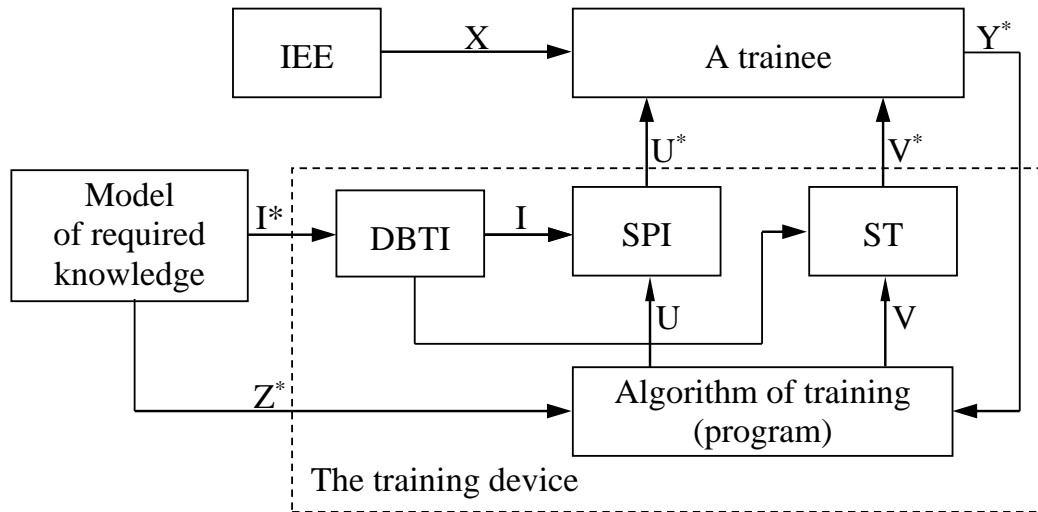 IEE
X
A trainee
Y*
U*
V*
Model
of required
knowledge
I*
DBTI
I
SPI
ST
U
V
Z*
Algorithm of training
(program)
The training device